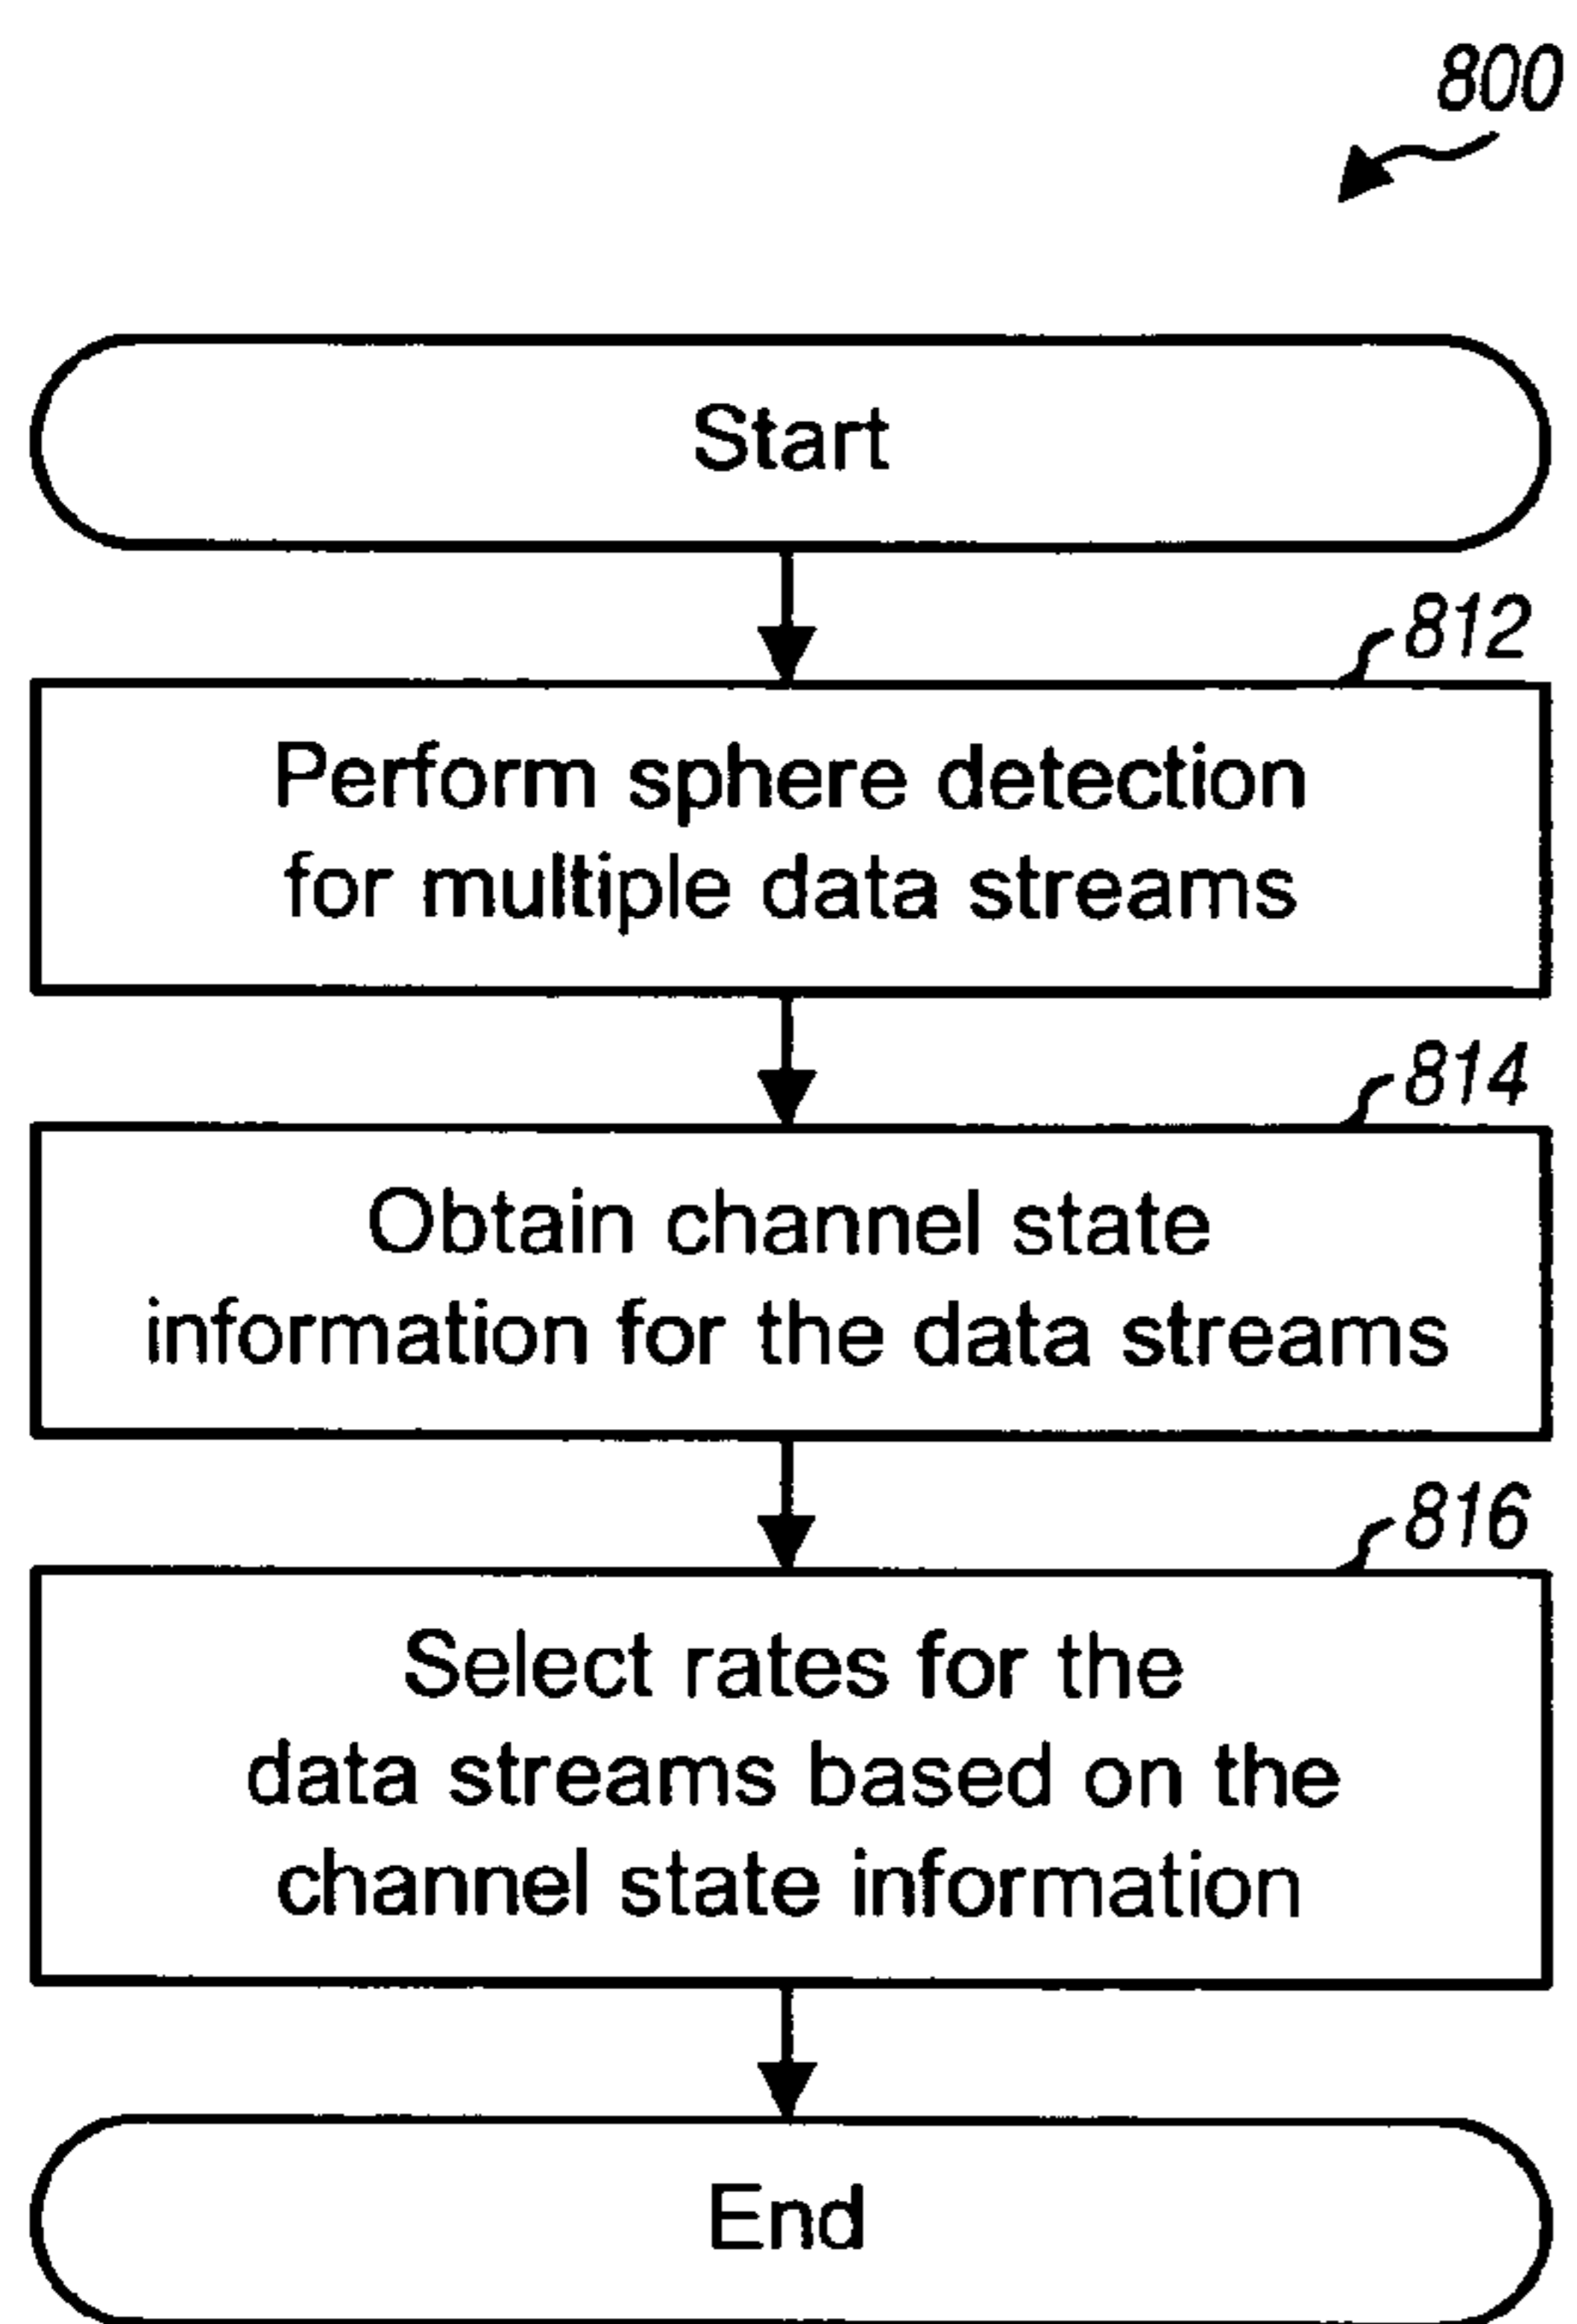 800
Start
812
Perform sphere detection
for multiple data streams
814
Obtain channel state
information for the data streams
816
Select rates for the
data streams based on the
channel state information
End